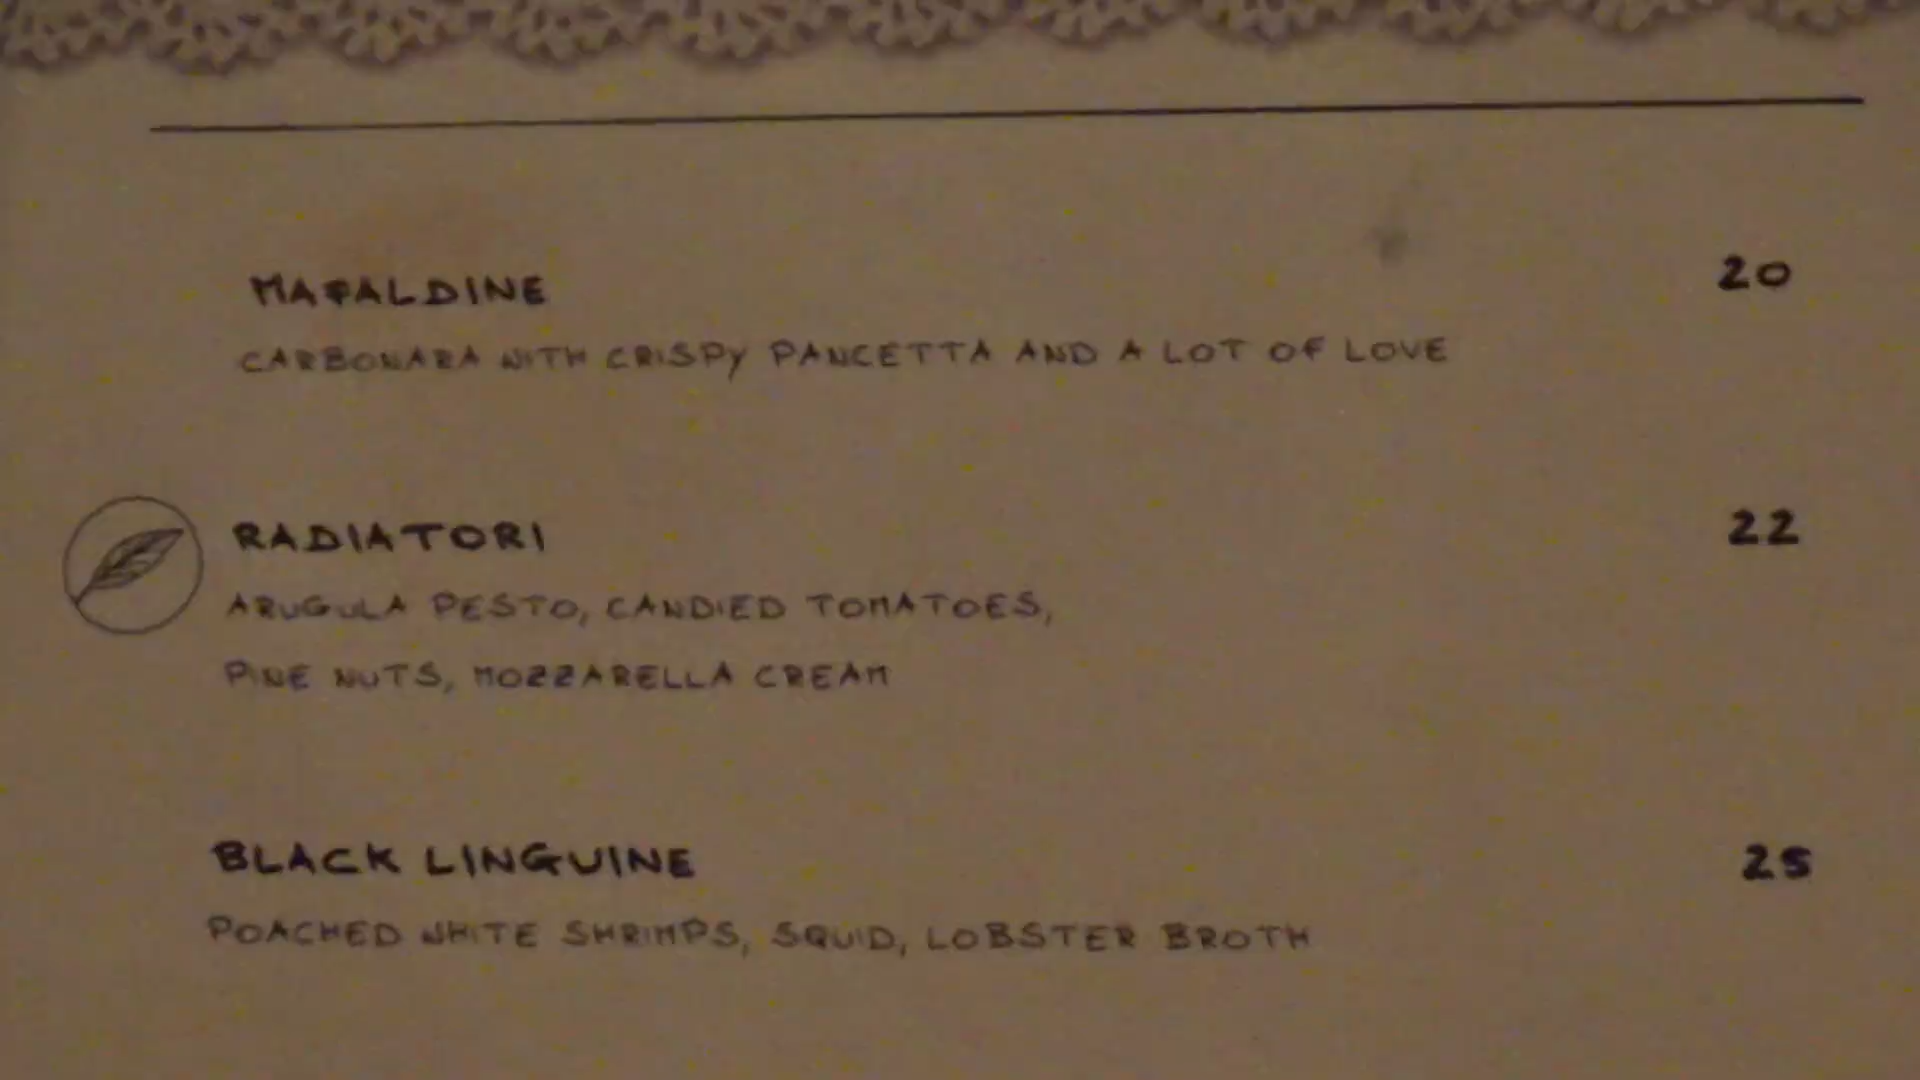 MAFALDINE 20
CARBONARA WITH CRISPY PANCETTA AND A LOT OF LOVE
RADIATORI 22
ARUGULA PESTO, CANDIED TOMATOES,
PINE NUTS, MOZZARELLA CREAM
BLACK LINGUINE 25
POACHED WHITE SHRIMPS, SQUID, LOBSTER BROTH